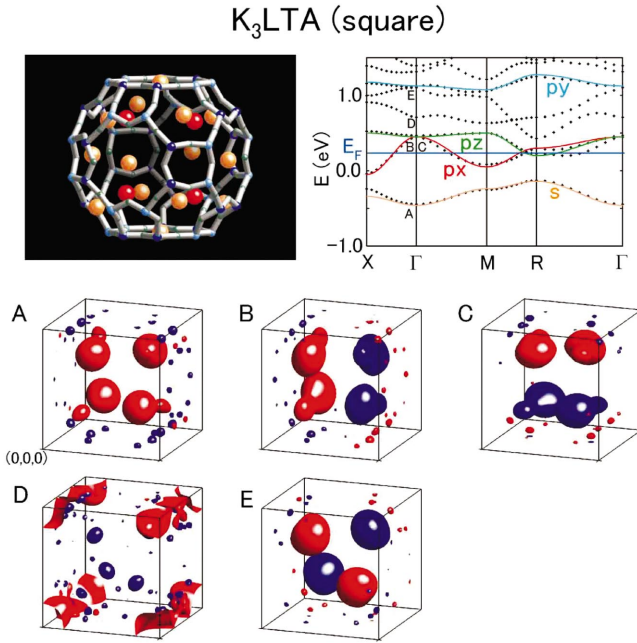 K3LTA (square)
E (eV)
1.0
0.0
-1.0
EF
py
pz
px
s
E
D
B
C
A
X
Γ
M
R
Γ
A
B
C
(0,0,0)
D
E